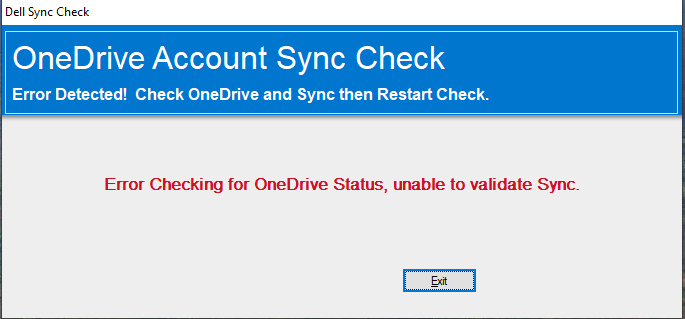 Dell Sync Check
OneDrive Account Sync Check
Error Detected! Check OneDrive and Sync then Restart Check.
Error Checking for OneDrive Status, unable to validate Sync.
Exit